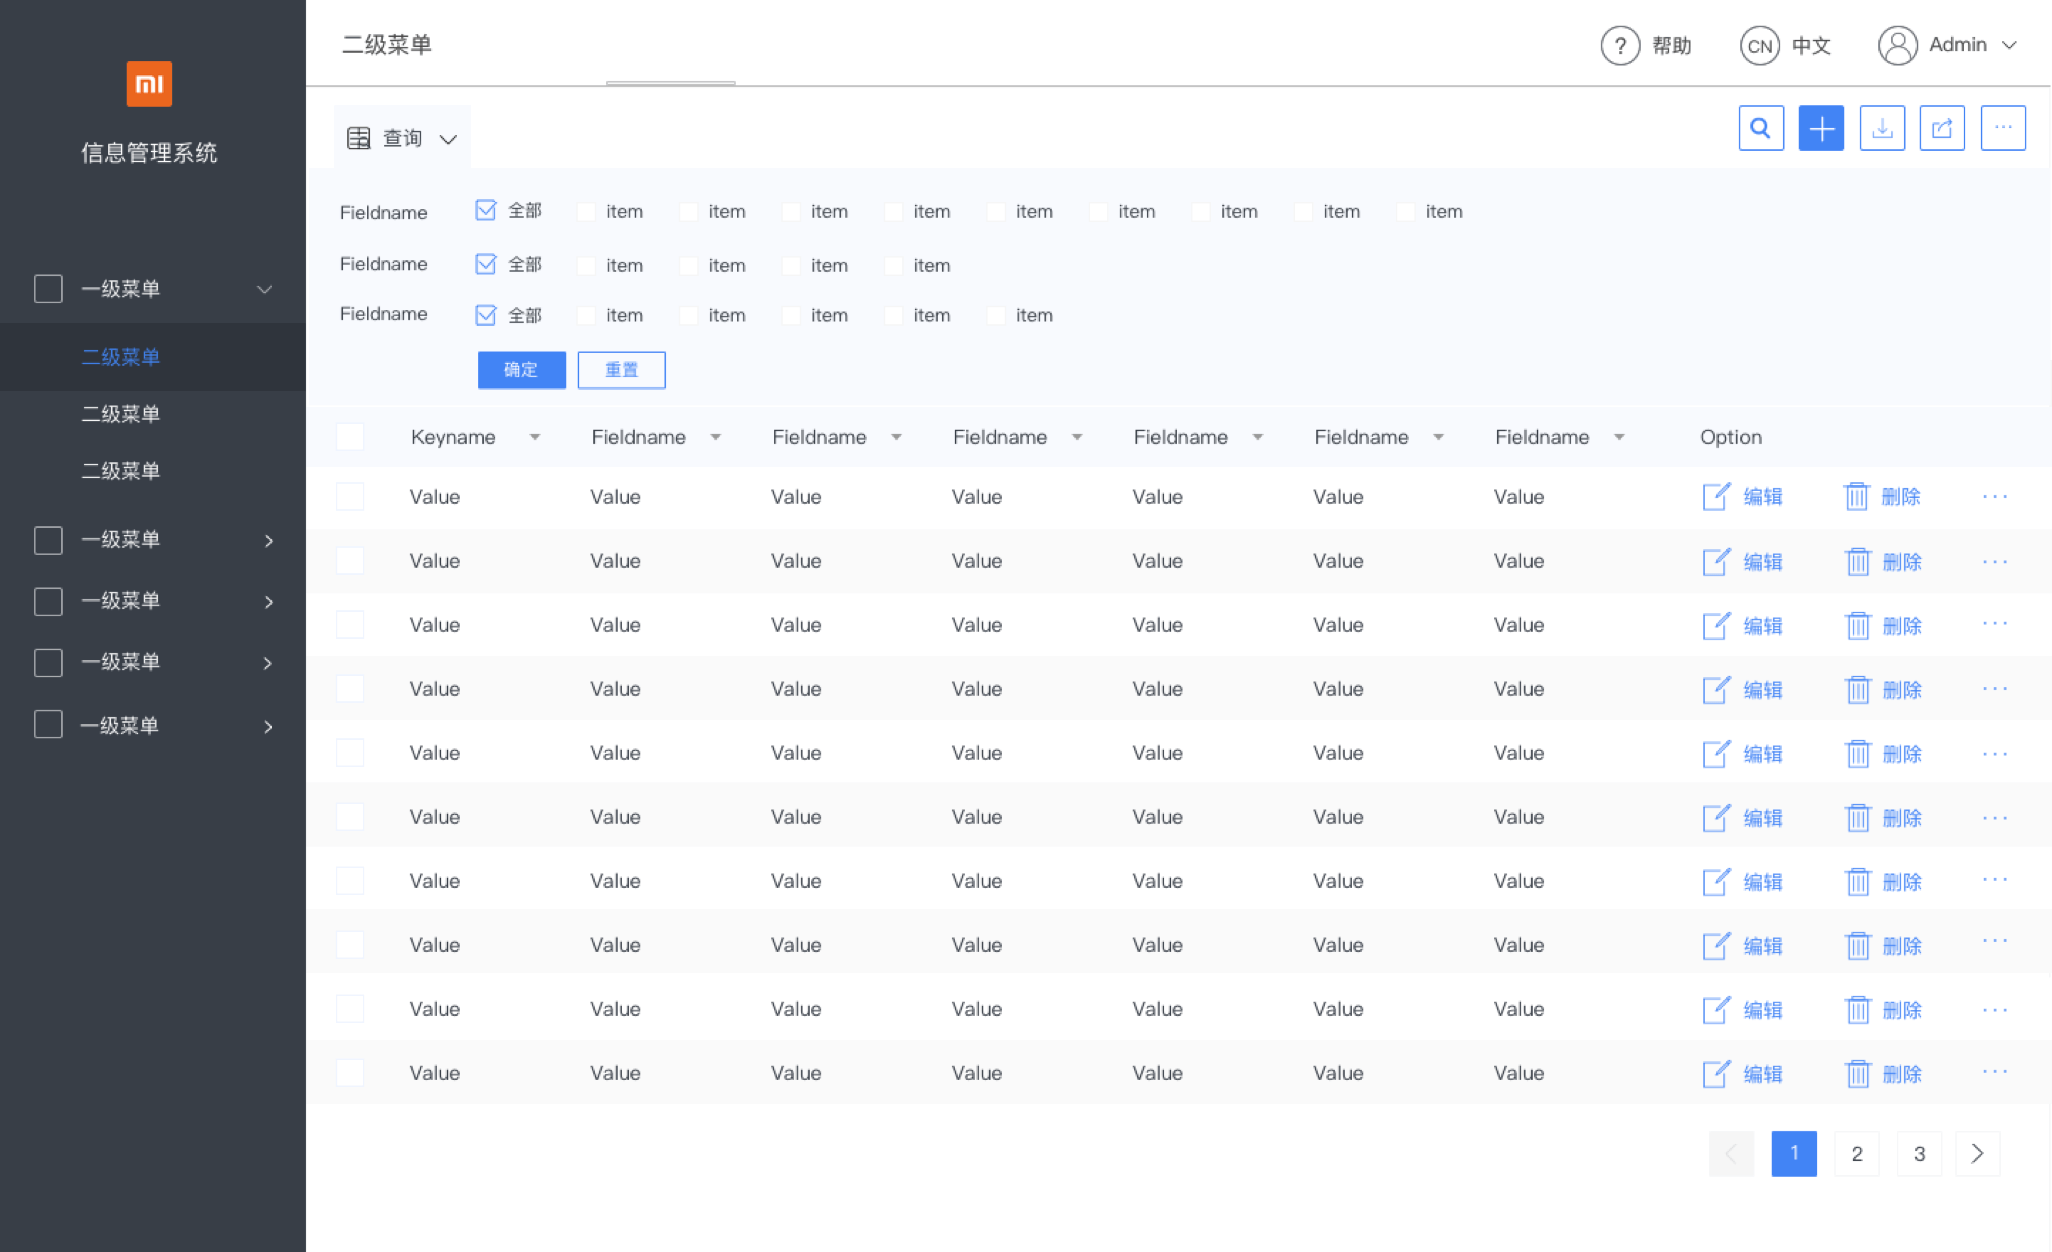 mi
信息管理系统
一级菜单
二级菜单
二级菜单
二级菜单
一级菜单
一级菜单
一级菜单
一级菜单
二级菜单
? 帮助 CN 中文 Admin
查询
Fieldname 全部 item item item item item item item item item
Fieldname 全部 item item item item
Fieldname 全部 item item item item item
确定 重置
Keyname Fieldname Fieldname Fieldname Fieldname Fieldname Fieldname Option
Value Value Value Value Value Value Value 编辑 删除 ···
Value Value Value Value Value Value Value 编辑 删除 ···
Value Value Value Value Value Value Value 编辑 删除 ···
Value Value Value Value Value Value Value 编辑 删除 ···
Value Value Value Value Value Value Value 编辑 删除 ···
Value Value Value Value Value Value Value 编辑 删除 ···
Value Value Value Value Value Value Value 编辑 删除 ···
Value Value Value Value Value Value Value 编辑 删除 ···
Value Value Value Value Value Value Value 编辑 删除 ···
Value Value Value Value Value Value Value 编辑 删除 ···
1 2 3